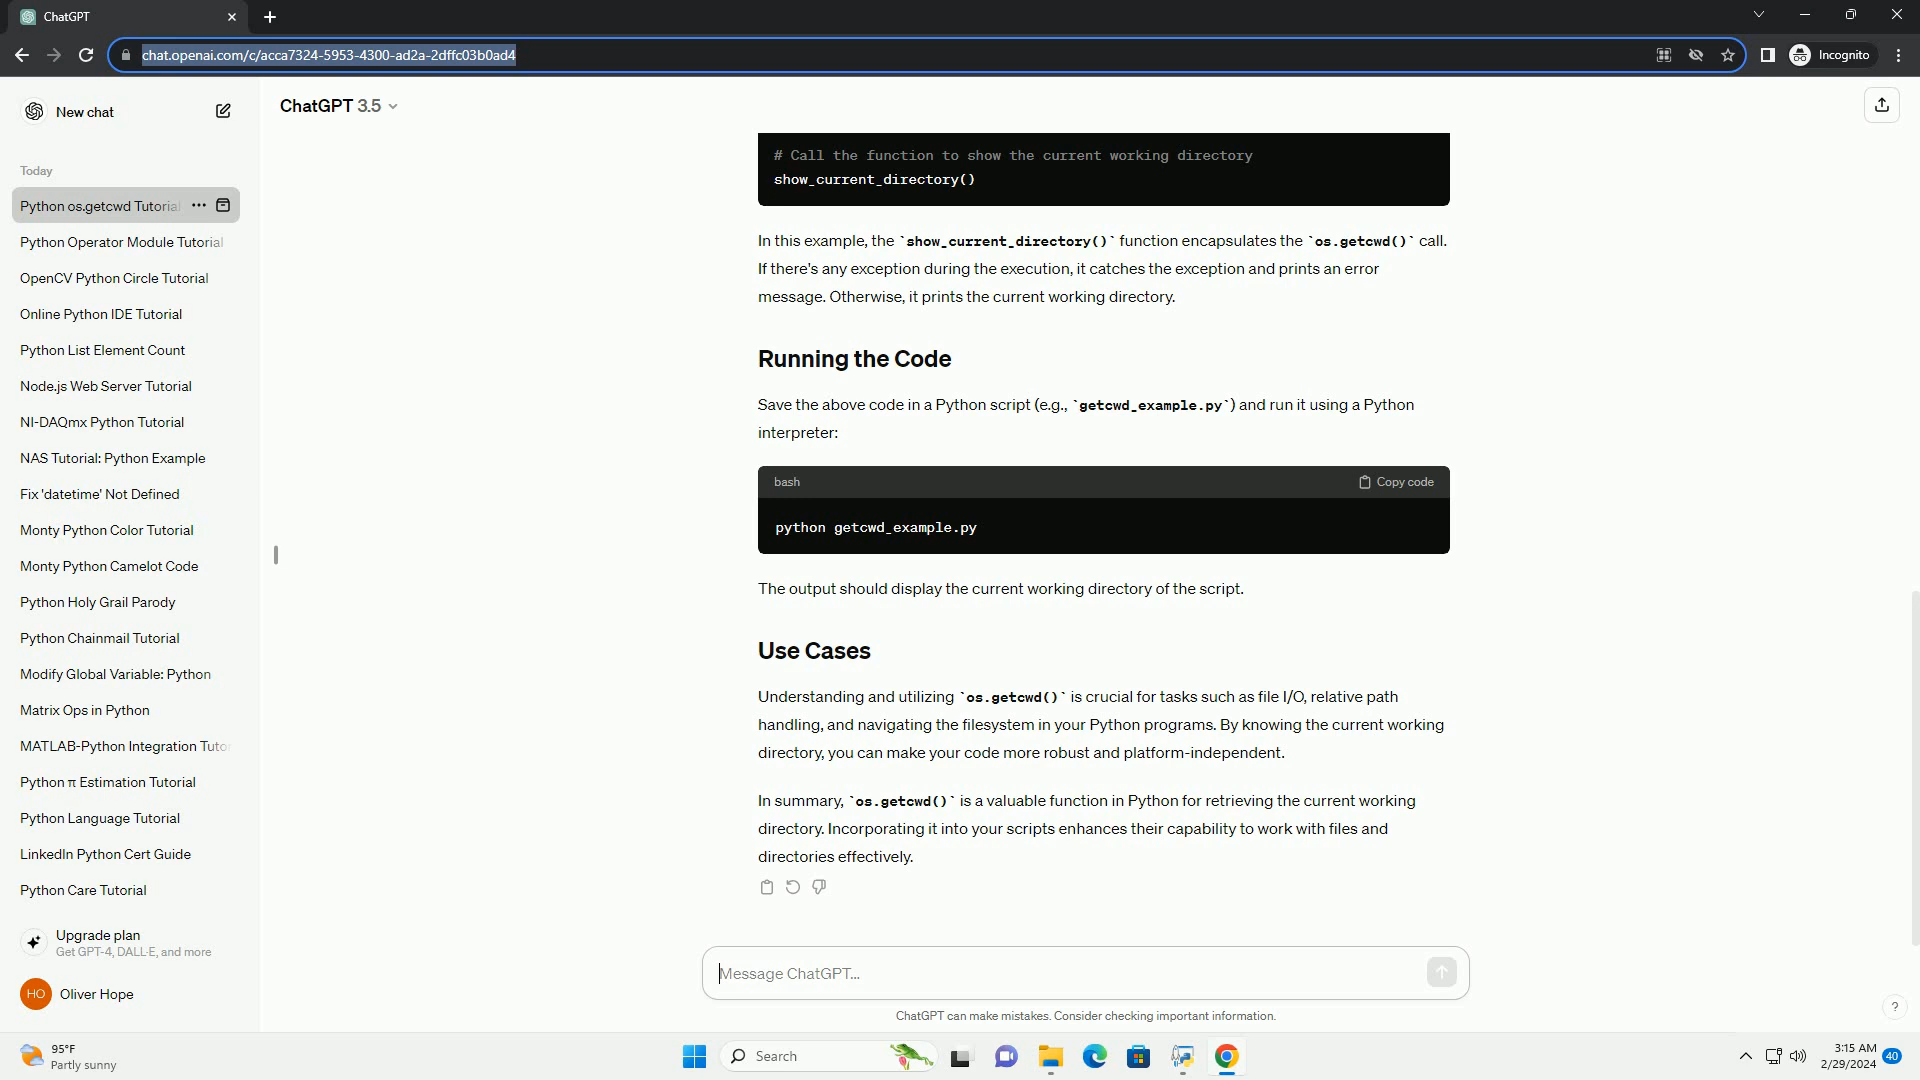 ChatGPT
chat.openai.com/c/acca7324-5953-4300-ad2a-2dffc03b0ad4
Incognito
New chat
ChatGPT 3.5
Today
Python os.getcwd Tutorial
Python Operator Module Tutorial
OpenCV Python Circle Tutorial
Online Python IDE Tutorial
Python List Element Count
Node.js Web Server Tutorial
NI-DAQmx Python Tutorial
NAS Tutorial: Python Example
Fix 'datetime' Not Defined
Monty Python Color Tutorial
Monty Python Camelot Code
Python Holy Grail Parody
Python Chainmail Tutorial
Modify Global Variable: Python
Matrix Ops in Python
MATLAB-Python Integration Tuto
Python π Estimation Tutorial
Python Language Tutorial
LinkedIn Python Cert Guide
Python Care Tutorial
Upgrade plan
Get GPT-4, DALL·E, and more
HO
Oliver Hope
# Call the function to show the current working directory
show_current_directory()
In this example, the `show_current_directory()` function encapsulates the `os.getcwd()` call.
If there's any exception during the execution, it catches the exception and prints an error
message. Otherwise, it prints the current working directory.
Running the Code
Save the above code in a Python script (e.g., `getcwd_example.py`) and run it using a Python
interpreter:
bash
Copy code
python getcwd_example.py
The output should display the current working directory of the script.
Use Cases
Understanding and utilizing `os.getcwd()` is crucial for tasks such as file I/O, relative path
handling, and navigating the filesystem in your Python programs. By knowing the current working
directory, you can make your code more robust and platform-independent.
In summary, `os.getcwd()` is a valuable function in Python for retrieving the current working
directory. Incorporating it into your scripts enhances their capability to work with files and
directories effectively.
Message ChatGPT...
ChatGPT can make mistakes. Consider checking important information.
?
95°F
Partly sunny
Search
3:15 AM
2/29/2024
40